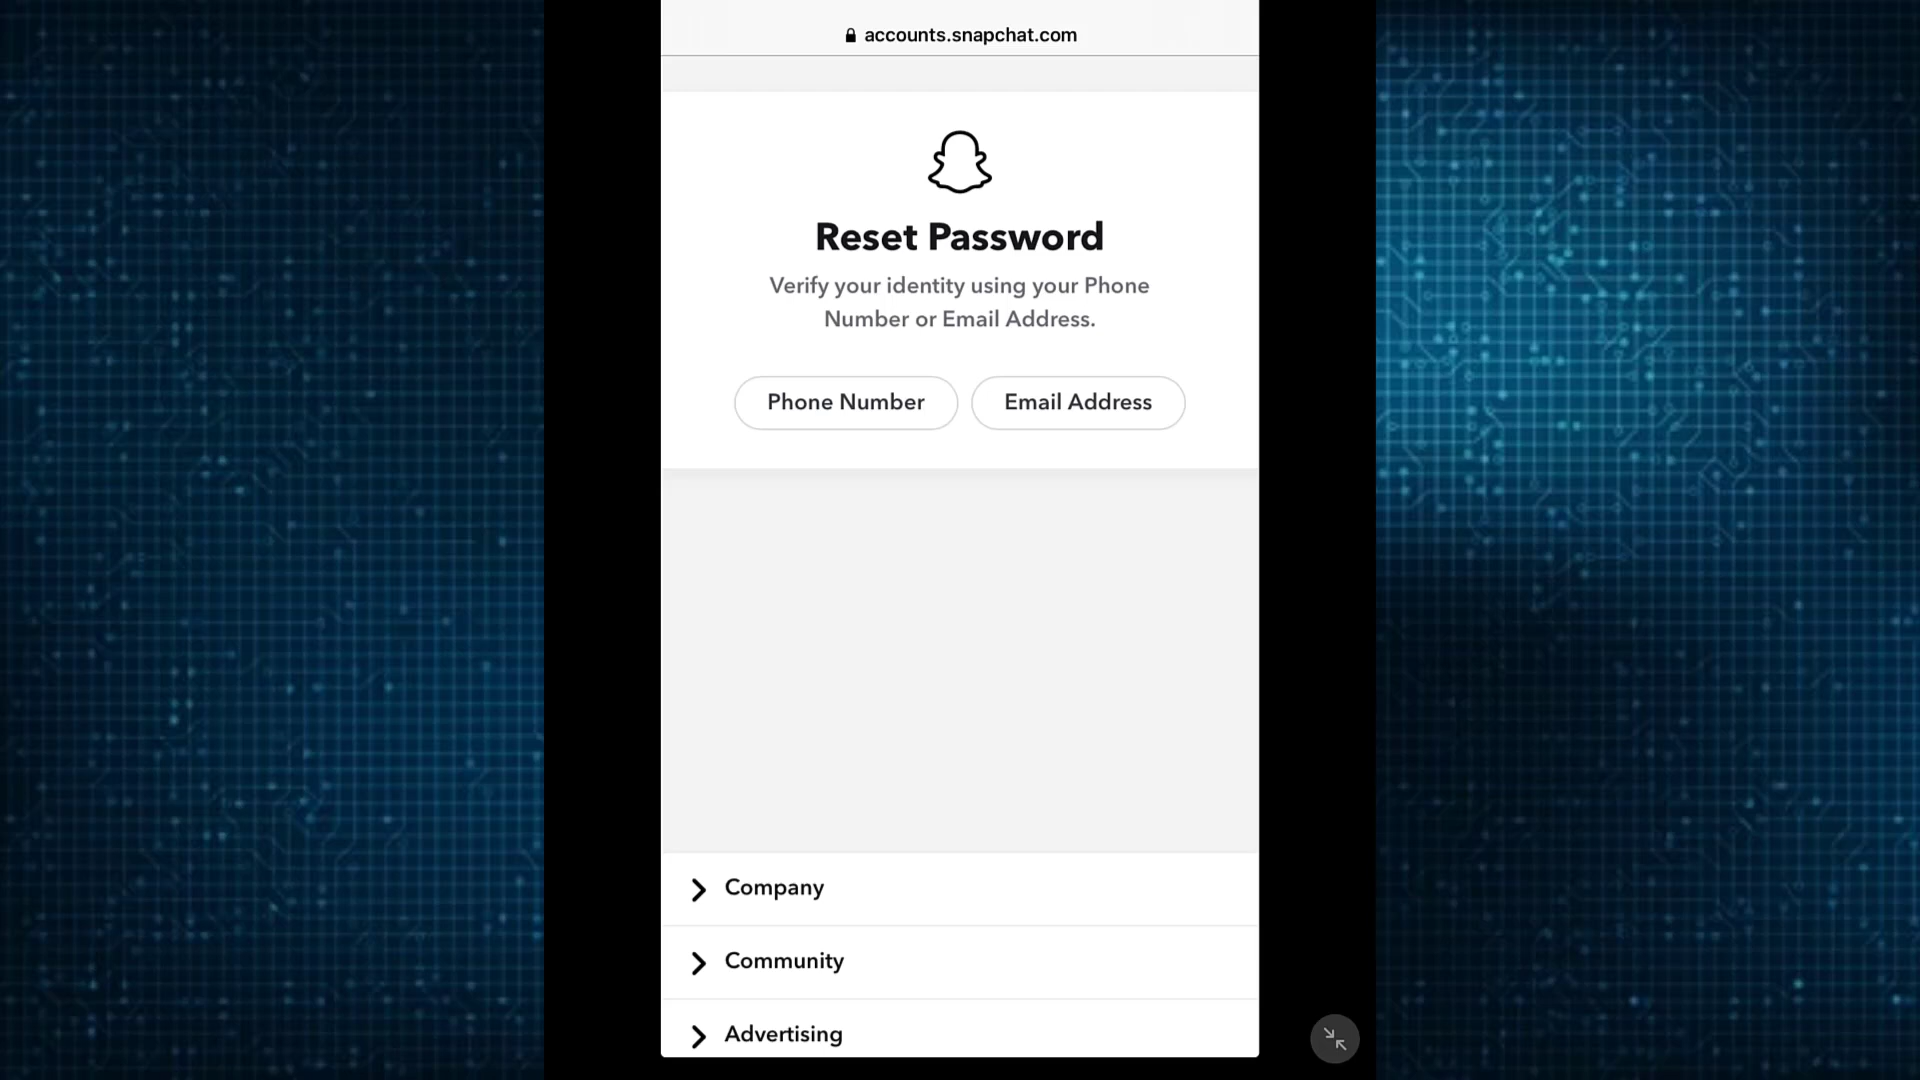 accounts.snapchat.com
Reset Password
Verify your identity using your Phone
Number or Email Address.
Phone Number
Email Address
Company
Community
Advertising